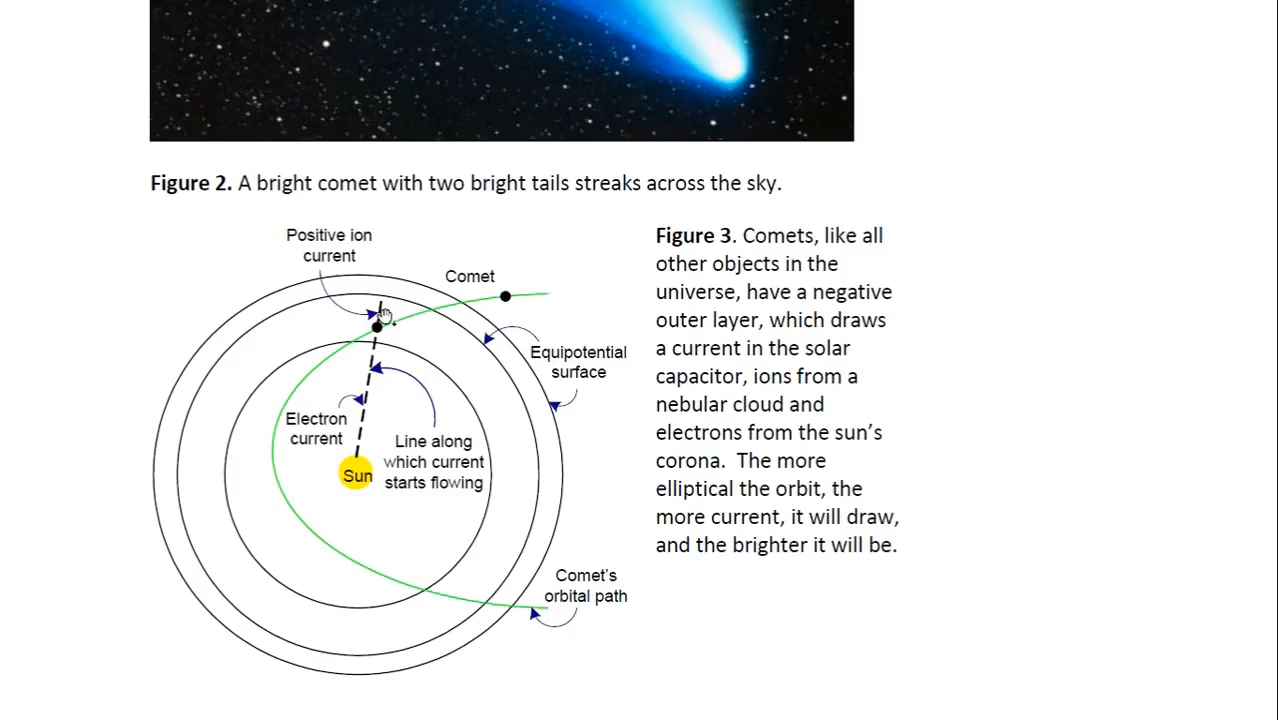 Figure 2. A bright comet with two bright tails streaks across the sky.
Positive ion
current
Comet
Equipotential
surface
Electron
current
Line along
which current
starts flowing
Sun
Comet's
orbital path
Figure 3. Comets, like all
other objects in the
universe, have a negative
outer layer, which draws
a current in the solar
capacitor, ions from a
nebular cloud and
electrons from the sun's
corona.  The more
elliptical the orbit, the
more current, it will draw,
and the brighter it will be.